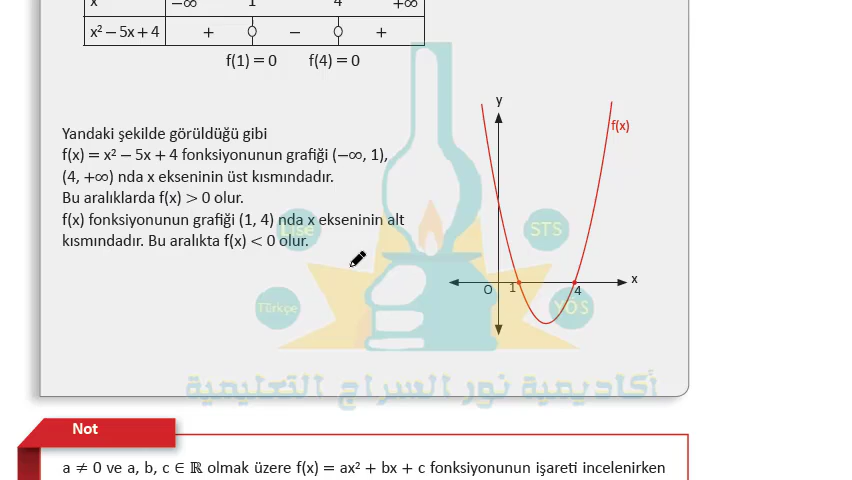 x −∞ 1 4 +∞
x² − 5x + 4 + 0 − 0 +
f(1) = 0 f(4) = 0
Yandaki şekilde görüldüğü gibi
f(x) = x² − 5x + 4 fonksiyonunun grafiği (−∞, 1),
(4, +∞) nda x ekseninin üst kısmındadır.
Bu aralıklarda f(x) > 0 olur.
f(x) fonksiyonunun grafiği (1, 4) nda x ekseninin alt
kısmındadır. Bu aralıkta f(x) < 0 olur.
y
f(x)
x
O 1 4
Lise
STS
Türkçe
YÖS
أكاديمية نور السراج التعليمية
Not
a ≠ 0 ve a, b, c ∈ ℝ olmak üzere f(x) = ax² + bx + c fonksiyonunun işareti incelenirken